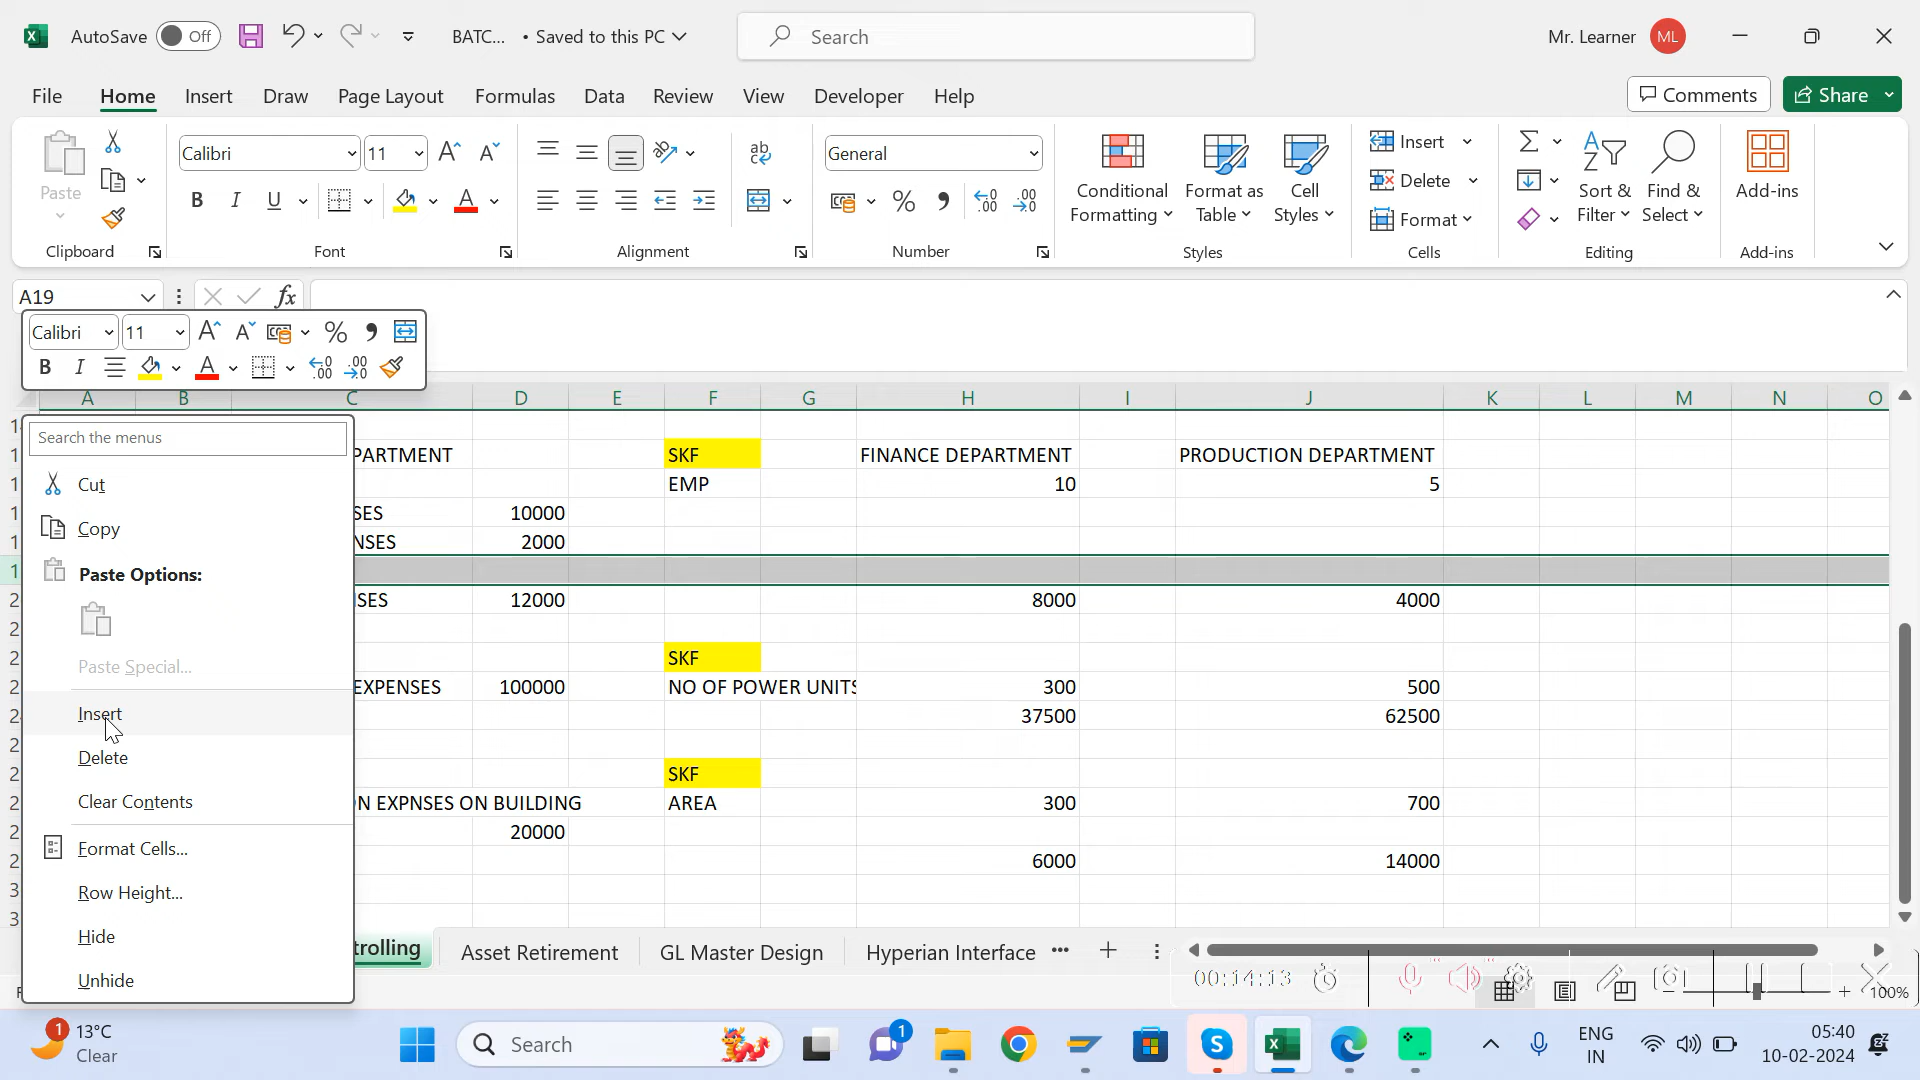 AutoSave Off BATC... • Saved to this PC Search Mr. Learner ML
File Home Insert Draw Page Layout Formulas Data Review View Developer Help Comments Share
Paste Calibri 11 General Conditional Formatting Format as Table Cell Styles Insert Delete Format Sort & Filter Find & Select Add-ins
Clipboard Font Alignment Number Styles Cells Editing Add-ins
A19 fx
Calibri 11
A B C D E F G H I J K L M N O
Search the menus
Cut
Copy
Paste Options:
Paste Special...
Insert
Delete
Clear Contents
Format Cells...
Row Height...
Hide
Unhide
PARTMENT SKF FINANCE DEPARTMENT PRODUCTION DEPARTMENT
EMP 10 5
SES 10000
NSES 2000
ISES 12000 8000 4000
SKF
EXPENSES 100000 NO OF POWER UNITS 300 500
37500 62500
SKF
N EXPNSES ON BUILDING AREA 300 700
20000
6000 14000
trolling Asset Retirement GL Master Design Hyperian Interface
00:14:13 100%
1 13°C Clear Search 1 ENG IN 05:40 10-02-2024